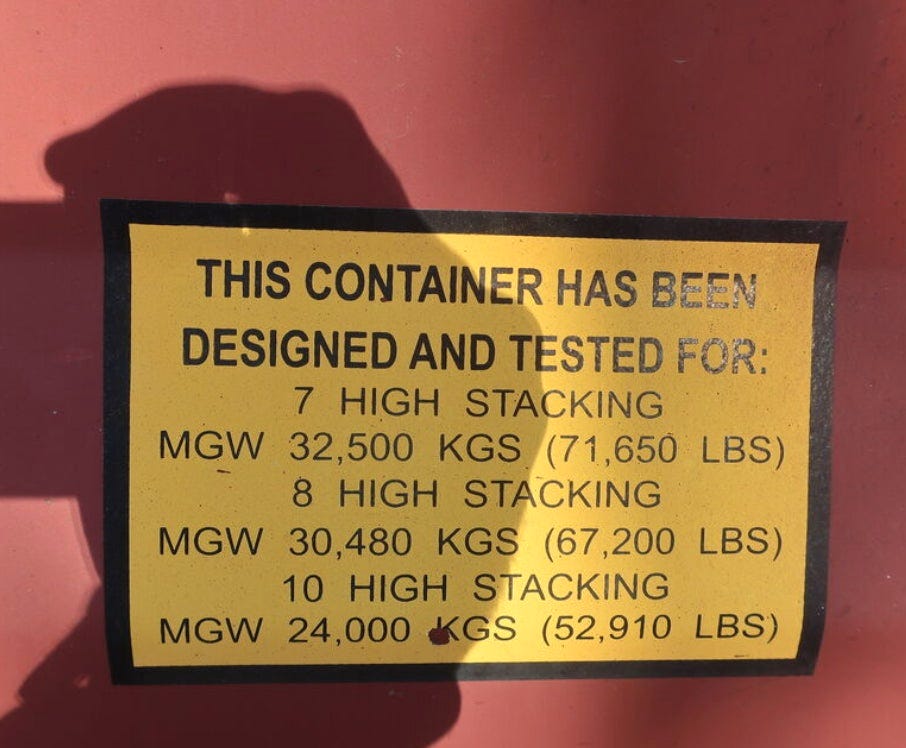 THIS CONTAINER HAS BEEN
DESIGNED AND TESTED FOR:
7 HIGH STACKING
MGW 32,500 KGS (71,650 LBS)
8 HIGH STACKING
MGW 30,480 KGS (67,200 LBS)
10 HIGH STACKING
MGW 24,000 KGS (52,910 LBS)